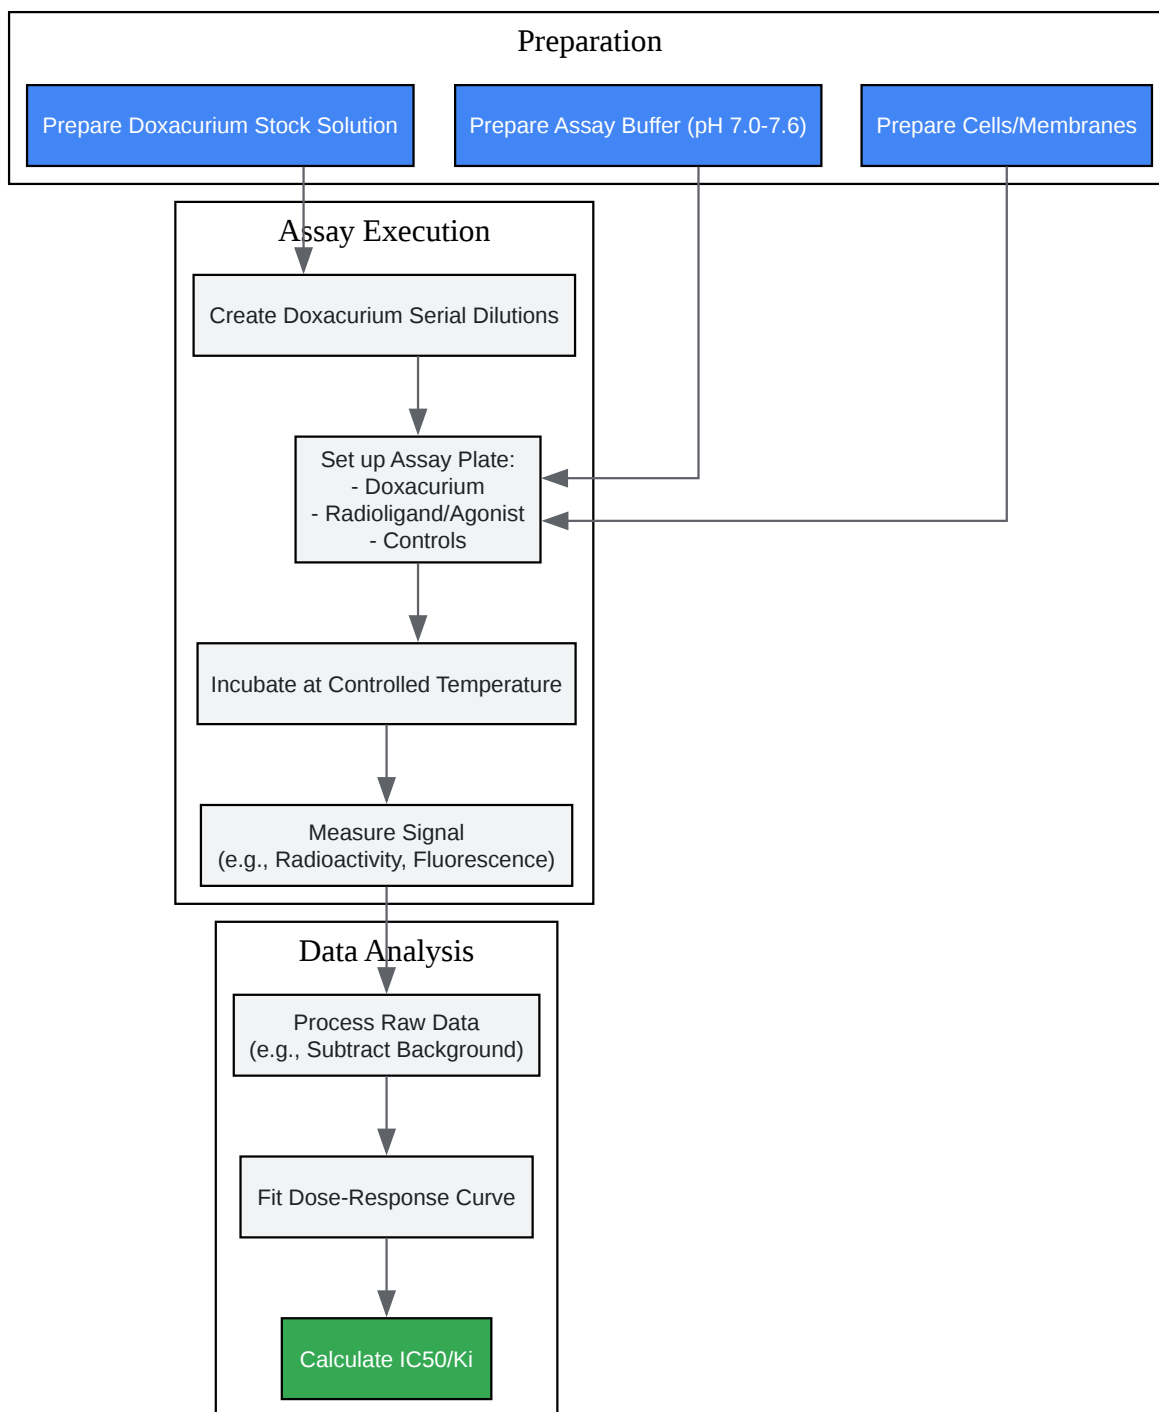 Preparation
Prepare Doxacurium Stock Solution
Prepare Assay Buffer (pH 7.0-7.6)
Prepare Cells/Membranes
Assay Execution
Create Doxacurium Serial Dilutions
Set up Assay Plate:
- Doxacurium
- Radioligand/Agonist
- Controls
Incubate at Controlled Temperature
Measure Signal
(e.g., Radioactivity, Fluorescence)
Data Analysis
Process Raw Data
(e.g., Subtract Background)
Fit Dose-Response Curve
Calculate IC50/Ki